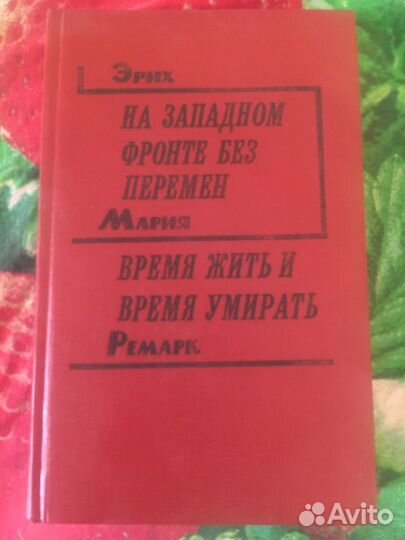 Эрих
НА ЗАПАДНОМ
ФРОНТЕ БЕЗ
ПЕРЕМЕН
Мария
ВРЕМЯ ЖИТЬ И
ВРЕМЯ УМИРАТЬ
Ремарк
Avito